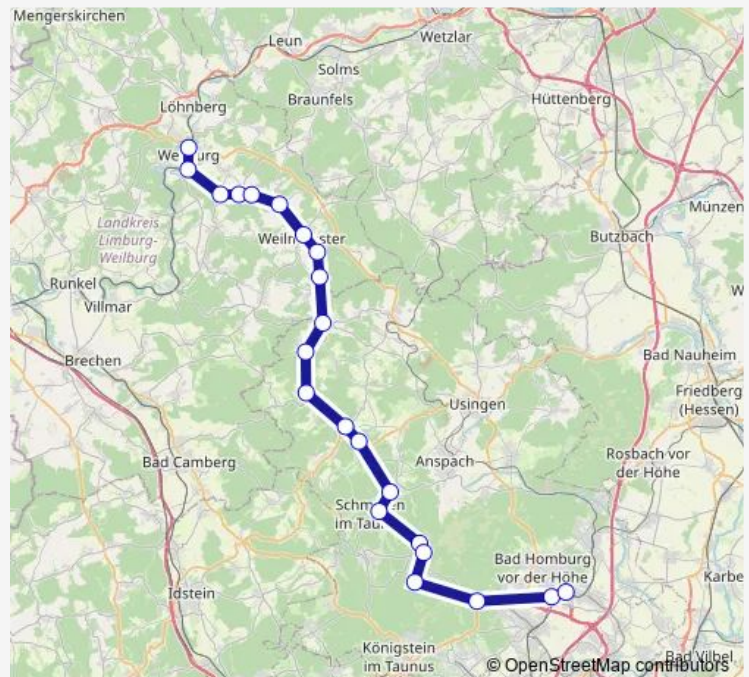 Mengerskirchen
Leun
Wetzlar
Solms
Braunfels
Löhnberg
Hüttenberg
Landkreis
Limburg-
Weilburg
Münzen
Butzbach
Runkel
Villmar
Brechen
Bad Nauheim
Friedberg
(Hessen)
Usingen
Bad Camberg
Anspach
Rosbach vor
der Höhe
im Tau
Bad Homburg
vor der Höhe
Karbe
Idstein
Königstein
im Taunus
Bad Vilbel
© OpenStreetMap contributors